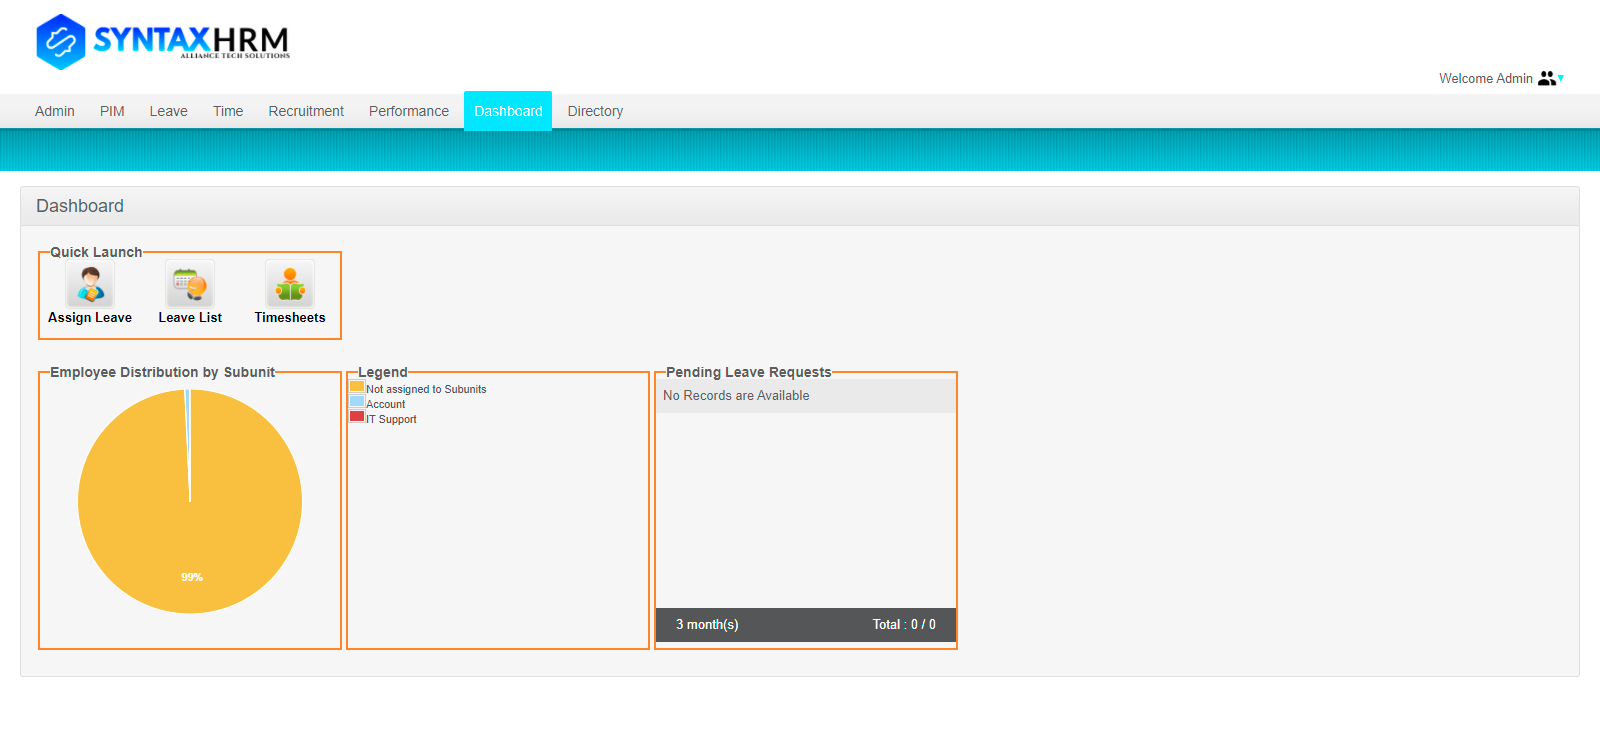 SYNTAXHRM
ALLIANCE TECH SOLUTIONS
Welcome Admin
Admin PIM Leave Time Recruitment Performance Dashboard Directory
Dashboard
Quick Launch
Assign Leave Leave List Timesheets
Employee Distribution by Subunit
99%
Legend
Not assigned to Subunits
Account
IT Support
Pending Leave Requests
No Records are Available
3 month(s) Total : 0 / 0